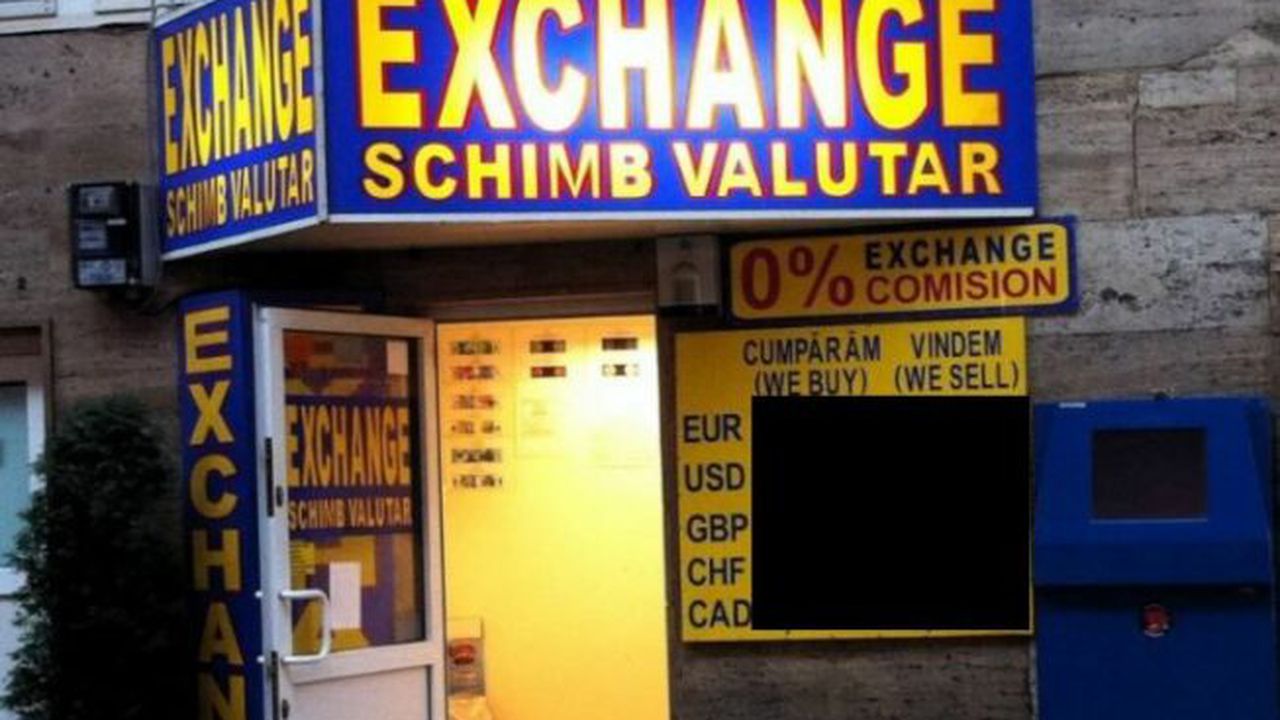 EXCHANGE
SCHIMB VALUTAR
EXCHANGE
SCHIMB VALUTAR
0% EXCHANGE
COMISION
EXCHAN
EXCHANGE
SCHIMB VALUTAR
CUMPĂRĂM VINDEM
(WE BUY) (WE SELL)
EUR
USD
GBP
CHF
CAD